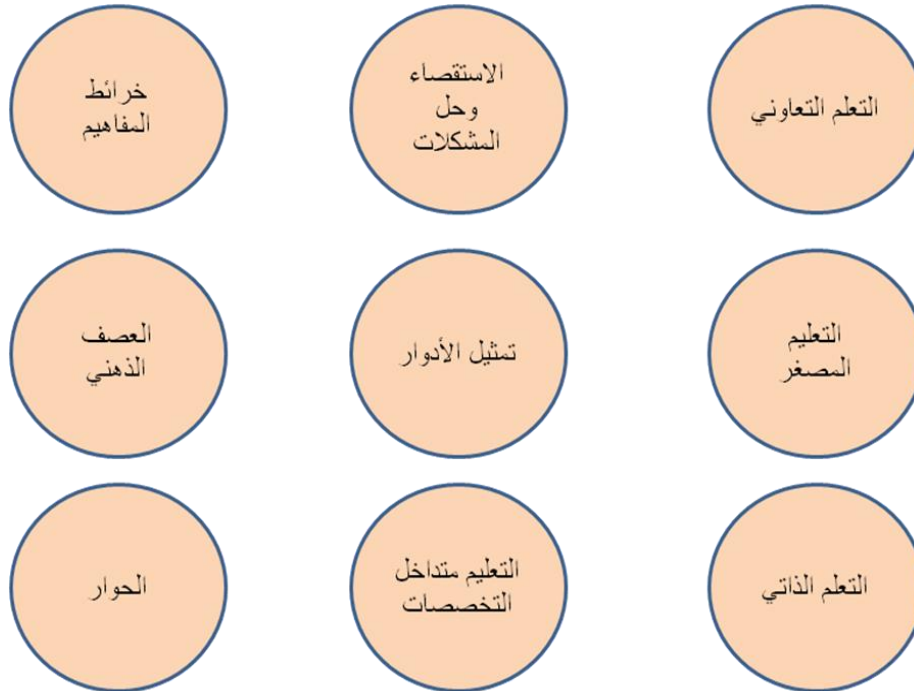 التعلم التعاوني
الاستقصاء
وحل
المشكلات
خرائط
المفاهيم
التعليم
المصغر
تمثيل الأدوار
العصف
الذهني
التعلم الذاتي
التعليم متداخل
التخصصات
الحوار